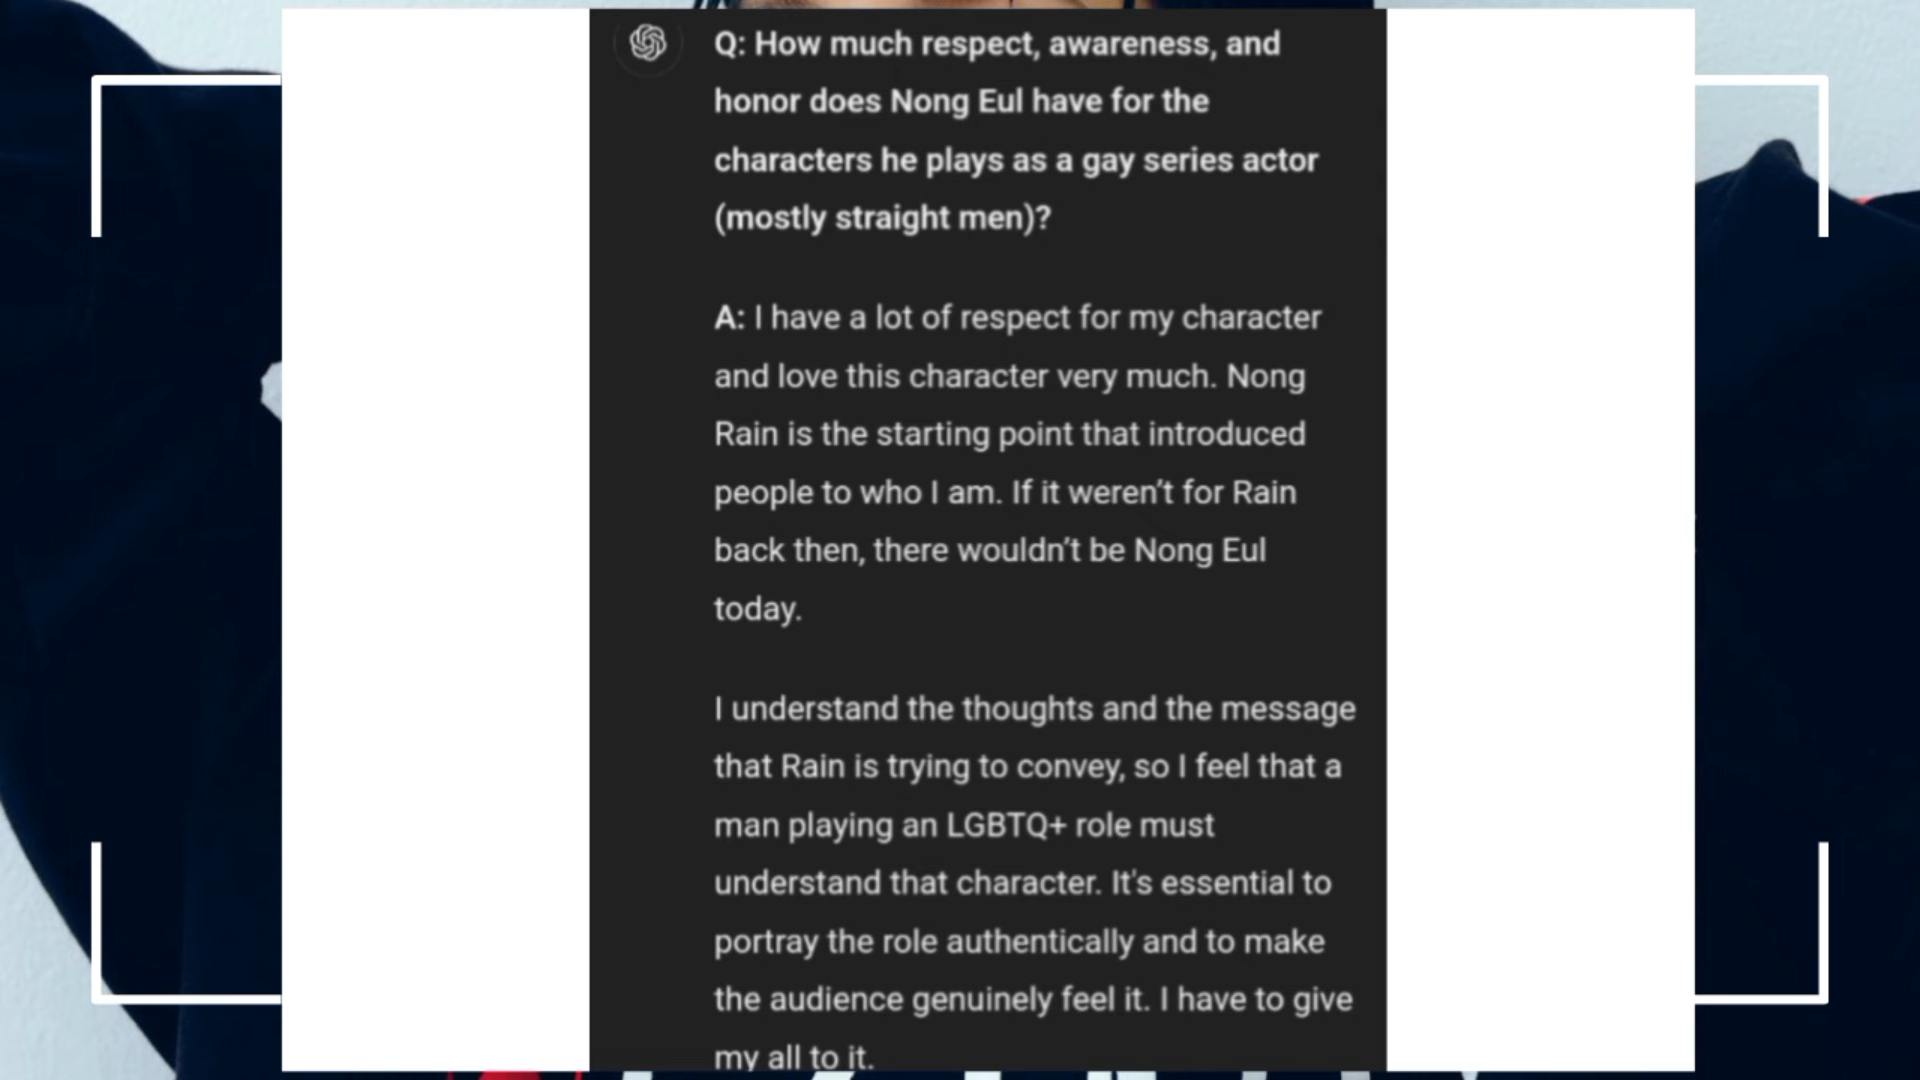 Q: How much respect, awareness, and
honor does Nong Eul have for the
characters he plays as a gay series actor
(mostly straight men)?
A: I have a lot of respect for my character
and love this character very much. Nong
Rain is the starting point that introduced
people to who I am. If it weren’t for Rain
back then, there wouldn’t be Nong Eul
today.
I understand the thoughts and the message
that Rain is trying to convey, so I feel that a
man playing an LGBTQ+ role must
understand that character. It's essential to
portray the role authentically and to make
the audience genuinely feel it. I have to give
my all to it.